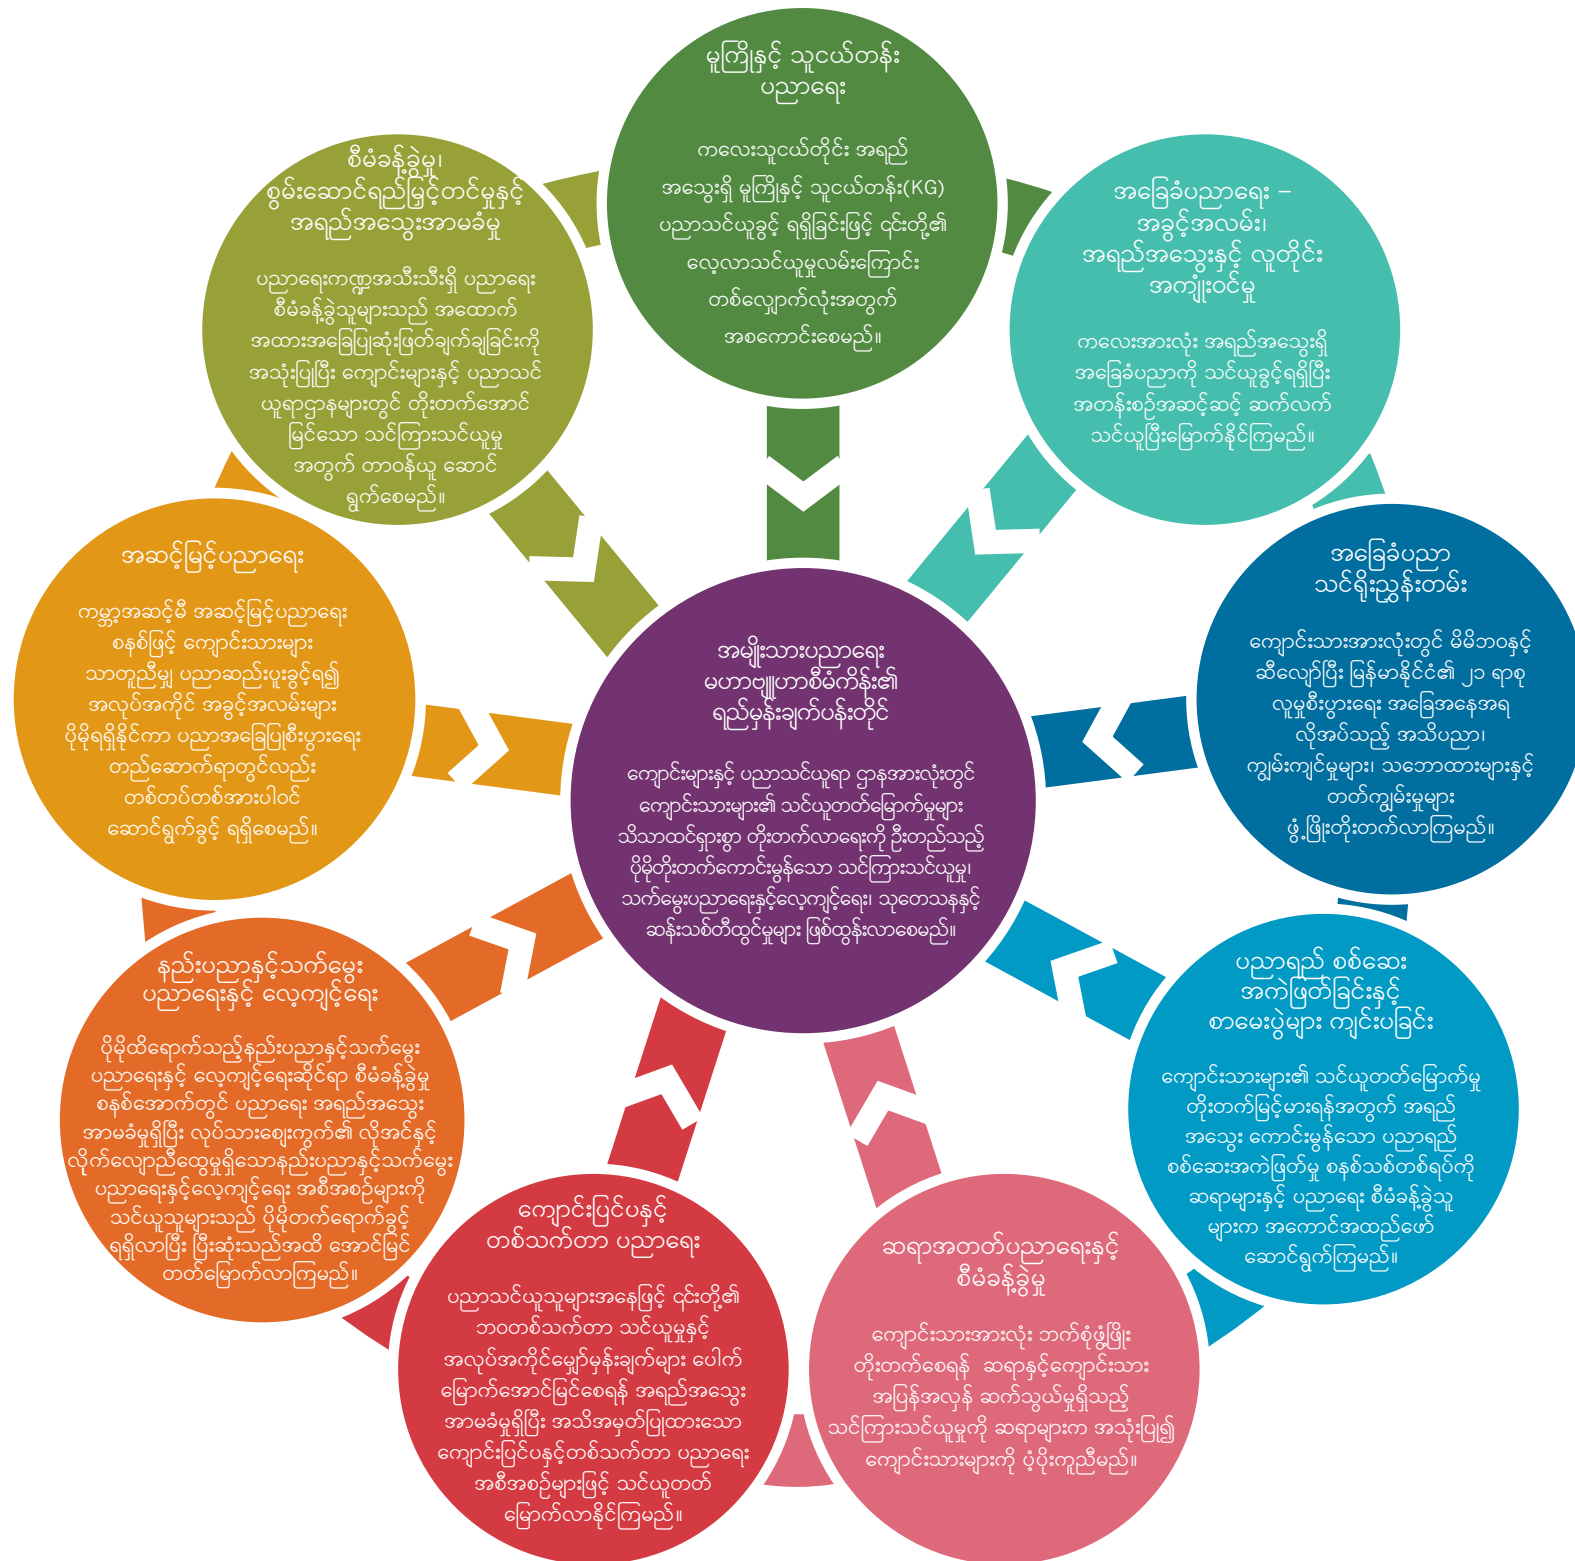 မူကြိုနှင့် သူငယ်တန်း
ပညာရေး
ကလေးသူငယ်တိုင်း အရည်
အသွေးရှိ မူကြိုနှင့် သူငယ်တန်း(KG)
ပညာသင်ယူခွင့် ရရှိခြင်းဖြင့် ၎င်းတို့၏
လေ့လာသင်ယူမှုလမ်းကြောင်း
တစ်လျှောက်လုံးအတွက်
အစကောင်းစေမည်။
အခြေခံပညာရေး –
အခွင့်အလမ်း၊
အရည်အသွေးနှင့် လူတိုင်း
အကျုံးဝင်မှု
ကလေးအားလုံး အရည်အသွေးရှိ
အခြေခံပညာကို သင်ယူခွင့်ရရှိပြီး
အတန်းစဉ်အဆင့်ဆင့် ဆက်လက်
သင်ယူပြီးမြောက်နိုင်ကြမည်။
အခြေခံပညာ
သင်ရိုးညွှန်းတမ်း
ကျောင်းသားအားလုံးတွင် မိမိဘဝနှင့်
ဆီလျော်ပြီး မြန်မာနိုင်ငံ၏ ၂၁ ရာစု
လူမှုစီးပွားရေး အခြေအနေအရ
လိုအပ်သည့် အသိပညာ၊
ကျွမ်းကျင်မှုများ၊ သဘောထားများနှင့်
တတ်ကျွမ်းမှုများ
ဖွံ့ဖြိုးတိုးတက်လာကြမည်။
ပညာရည် စစ်ဆေး
အကဲဖြတ်ခြင်းနှင့်
စာမေးပွဲများ ကျင်းပခြင်း
ကျောင်းသားများ၏ သင်ယူတတ်မြောက်မှု
တိုးတက်မြင့်မားရန်အတွက် အရည်
အသွေး ကောင်းမွန်သော ပညာရည်
စစ်ဆေးအကဲဖြတ်မှု စနစ်သစ်တစ်ရပ်ကို
ဆရာများနှင့် ပညာရေး စီမံခန့်ခွဲသူ
များက အကောင်အထည်ဖော်
ဆောင်ရွက်ကြမည်။
ဆရာအတတ်ပညာရေးနှင့်
စီမံခန့်ခွဲမှု
ကျောင်းသားအားလုံး ဘက်စုံဖွံ့ဖြိုး
တိုးတက်စေရန် ဆရာနှင့်ကျောင်းသား
အပြန်အလှန် ဆက်သွယ်မှုရှိသည့်
သင်ကြားသင်ယူမှုကို ဆရာများက အသုံးပြု၍
ကျောင်းသားများကို ပံ့ပိုးကူညီမည်။
ကျောင်းပြင်ပနှင့်
တစ်သက်တာ ပညာရေး
ပညာသင်ယူသူများအနေဖြင့် ၎င်းတို့၏
ဘဝတစ်သက်တာ သင်ယူမှုနှင့်
အလုပ်အကိုင်မျှော်မှန်းချက်များ ပေါက်
မြောက်အောင်မြင်စေရန် အရည်အသွေး
အာမခံမှုရှိပြီး အသိအမှတ်ပြုထားသော
ကျောင်းပြင်ပနှင့်တစ်သက်တာ ပညာရေး
အစီအစဉ်များဖြင့် သင်ယူတတ်
မြောက်လာနိုင်ကြမည်။
နည်းပညာနှင့်သက်မွေး
ပညာရေးနှင့် လေ့ကျင့်ရေး
ပိုမိုထိရောက်သည့်နည်းပညာနှင့်သက်မွေး
ပညာရေးနှင့် လေ့ကျင့်ရေးဆိုင်ရာ စီမံခန့်ခွဲမှု
စနစ်အောက်တွင် ပညာရေး အရည်အသွေး
အာမခံမှုရှိပြီး လုပ်သားဈေးကွက်၏ လိုအင်နှင့်
လိုက်လျောညီထွေမှုရှိသောနည်းပညာနှင့်သက်မွေး
ပညာရေးနှင့်လေ့ကျင့်ရေး အစီအစဉ်များကို
သင်ယူသူများသည် ပိုမိုတက်ရောက်ခွင့်
ရရှိလာပြီး ပြီးဆုံးသည်အထိ အောင်မြင်
တတ်မြောက်လာကြမည်။
အဆင့်မြင့်ပညာရေး
ကမ္ဘာ့အဆင့်မီ အဆင့်မြင့်ပညာရေး
စနစ်ဖြင့် ကျောင်းသားများ
သာတူညီမျှ ပညာဆည်းပူးခွင့်ရ၍
အလုပ်အကိုင် အခွင့်အလမ်းများ
ပိုမိုရရှိနိုင်ကာ ပညာအခြေပြုစီးပွားရေး
တည်ဆောက်ရာတွင်လည်း
တစ်တပ်တစ်အားပါဝင်
ဆောင်ရွက်ခွင့် ရရှိစေမည်။
စီမံခန့်ခွဲမှု၊
စွမ်းဆောင်ရည်မြှင့်တင်မှုနှင့်
အရည်အသွေးအာမခံမှု
ပညာရေးကဏ္ဍအသီးသီးရှိ ပညာရေး
စီမံခန့်ခွဲသူများသည် အထောက်
အထားအခြေပြုဆုံးဖြတ်ချက်ချခြင်းကို
အသုံးပြုပြီး ကျောင်းများနှင့် ပညာသင်
ယူရာဌာနများတွင် တိုးတက်အောင်
မြင်သော သင်ကြားသင်ယူမှု
အတွက် တာဝန်ယူ ဆောင်
ရွက်စေမည်။
အမျိုးသားပညာရေး
မဟာဗျူဟာစီမံကိန်း၏
ရည်မှန်းချက်ပန်းတိုင်
ကျောင်းများနှင့် ပညာသင်ယူရာ ဌာနအားလုံးတွင်
ကျောင်းသားများ၏ သင်ယူတတ်မြောက်မှုများ
သိသာထင်ရှားစွာ တိုးတက်လာရေးကို ဦးတည်သည့်
ပိုမိုတိုးတက်ကောင်းမွန်သော သင်ကြားသင်ယူမှု၊
သက်မွေးပညာရေးနှင့်လေ့ကျင့်ရေး၊ သုတေသနနှင့်
ဆန်းသစ်တီထွင်မှုများ ဖြစ်ထွန်းလာစေမည်။